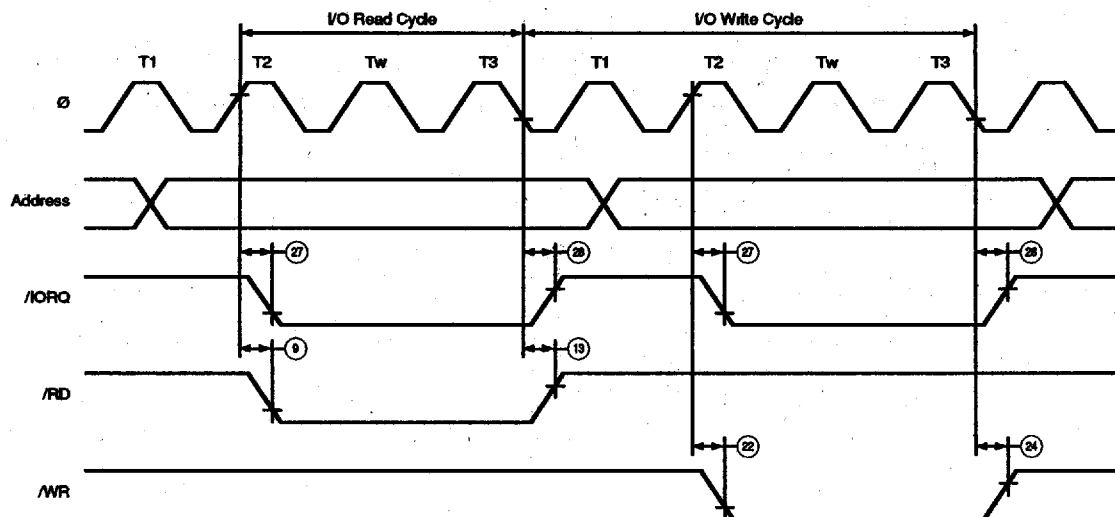 I/O Read Cycle I/O Write Cycle
T1 T2 Tw T3 T1 T2 Tw T3
Ø
Address
27 28 27 28
/IORQ
9 13
/RD
22 24
/WR